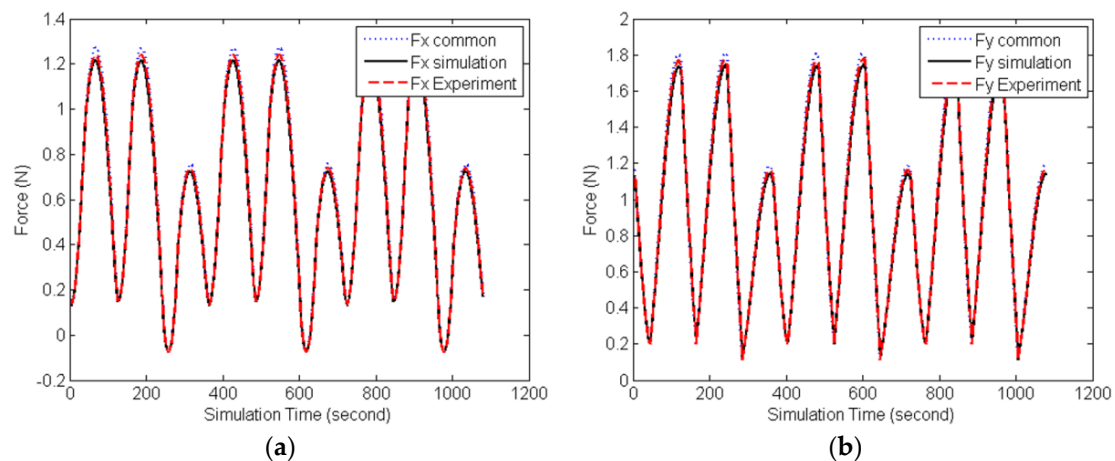 1.4
1.2
1
0.8
0.6
0.4
0.2
0
-0.2
Force (N)
0 200 400 600 800 1000 1200
Simulation Time (second)
Fx common
Fx simulation
Fx Experiment
(a)
2
1.8
1.6
1.4
1.2
1
0.8
0.6
0.4
0.2
0
Force (N)
0 200 400 600 800 1000 1200
Simulation Time (second)
Fy common
Fy simulation
Fy Experiment
(b)